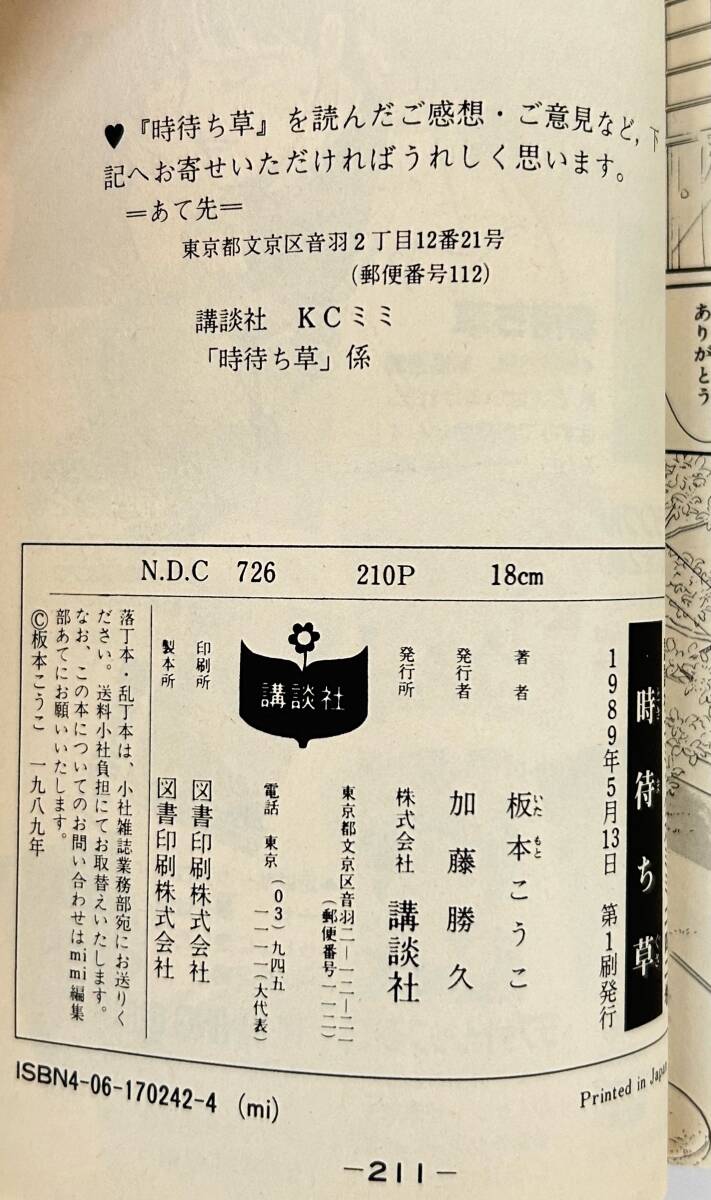 ♥『時待ち草』を読んだご感想・ご意見など，下
記へお寄せいただければうれしく思います。
＝あて先＝
東京都文京区音羽２丁目12番21号
（郵便番号112）
講談社　ＫＣミミ
「時待ち草」係
N.D.C 726 210P 18cm
時待ち草
とき ま ぐさ
1989年5月13日 第1刷発行
著者 板本こうこ
いた もと
発行者 加藤勝久
発行所 株式会社 講談社
東京都文京区音羽二―一二―二一
（郵便番号一一二）
電話 東京（03）九四五
一一一一（大代表）
講談社
印刷所 図書印刷株式会社
製本所 図書印刷株式会社
落丁本・乱丁本は、小社雑誌業務部宛にお送りく
ださい。送料小社負担にてお取替えいたします。
なお、この本についてのお問い合わせはmimi編集
部あてにお願いいたします。
©板本こうこ 一九八九年
ISBN4-06-170242-4 (mi)
Printed in Japan
—211—
ありがとう